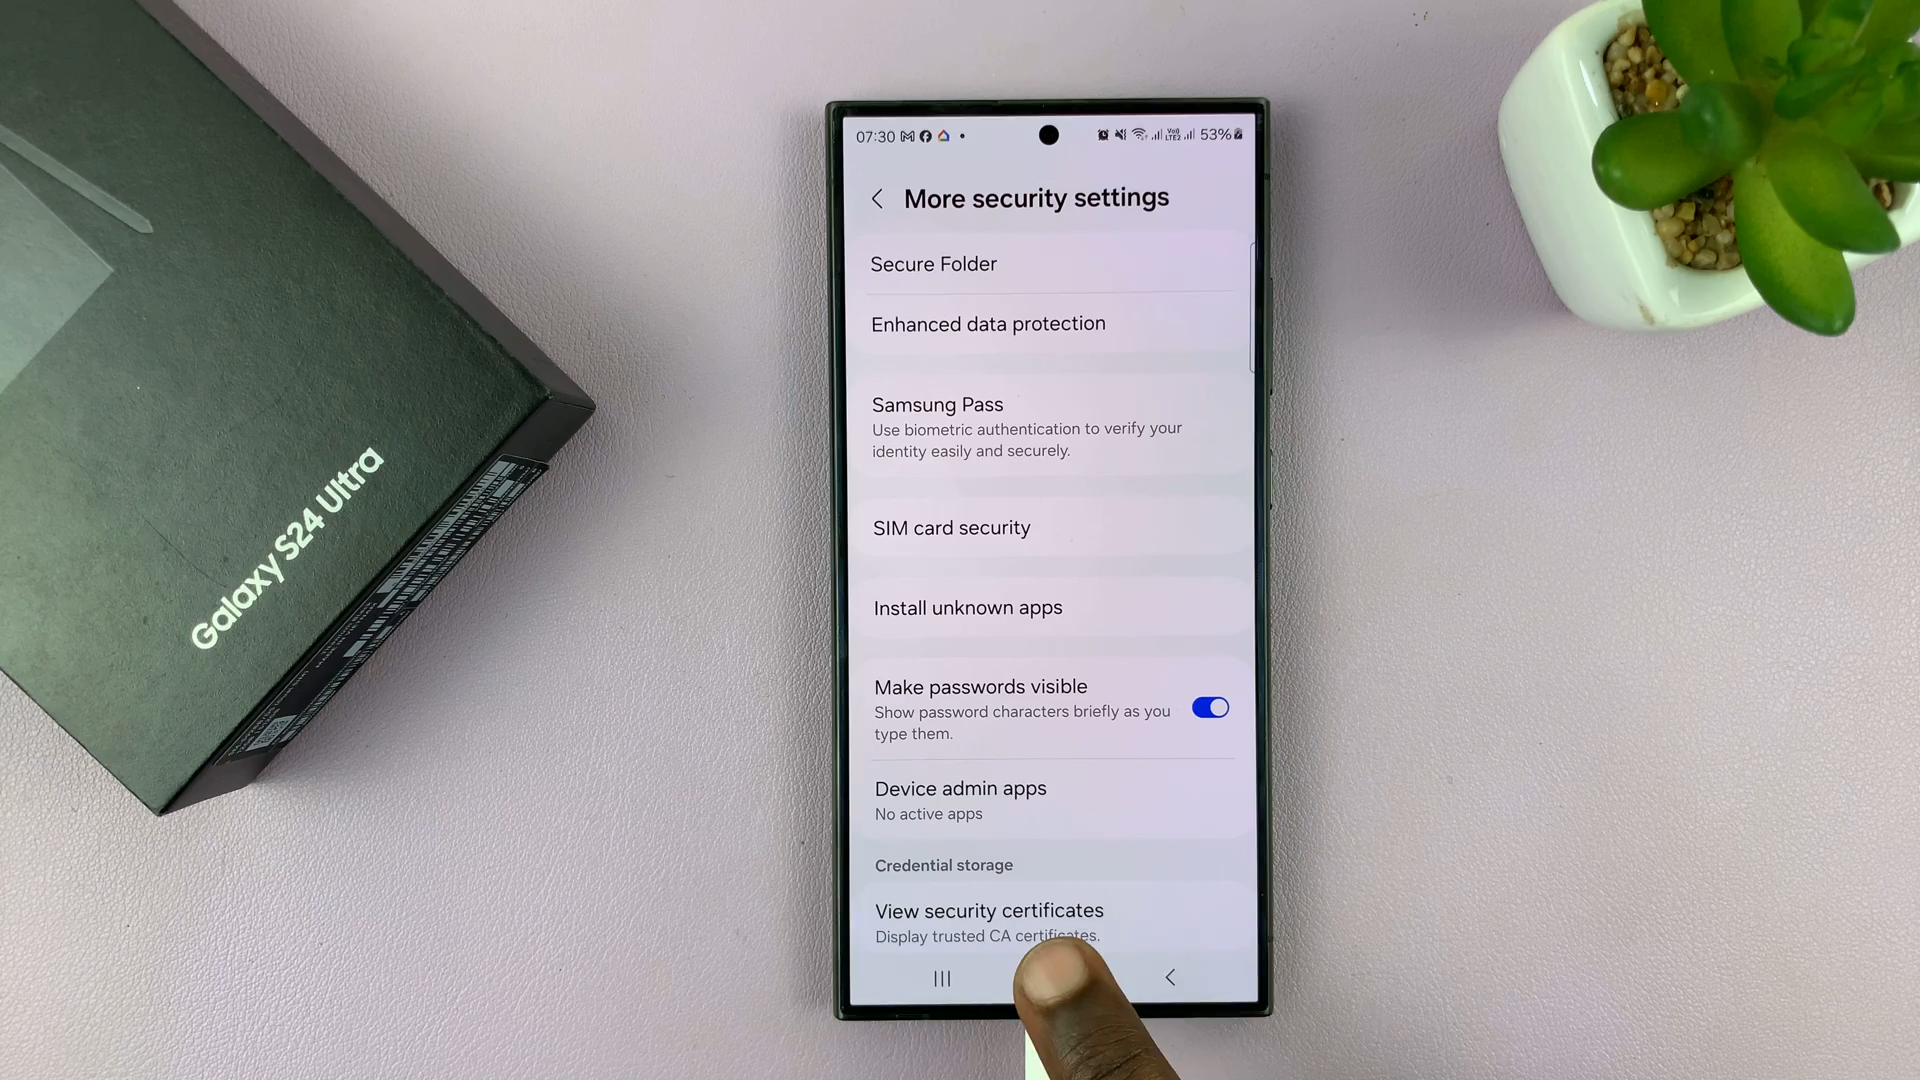 Galaxy S24 Ultra
07:30
53%
More security settings
Secure Folder
Enhanced data protection
Samsung Pass
Use biometric authentication to verify your
identity easily and securely.
SIM card security
Install unknown apps
Make passwords visible
Show password characters briefly as you
type them.
Device admin apps
No active apps
Credential storage
View security certificates
Display trusted CA certificates.